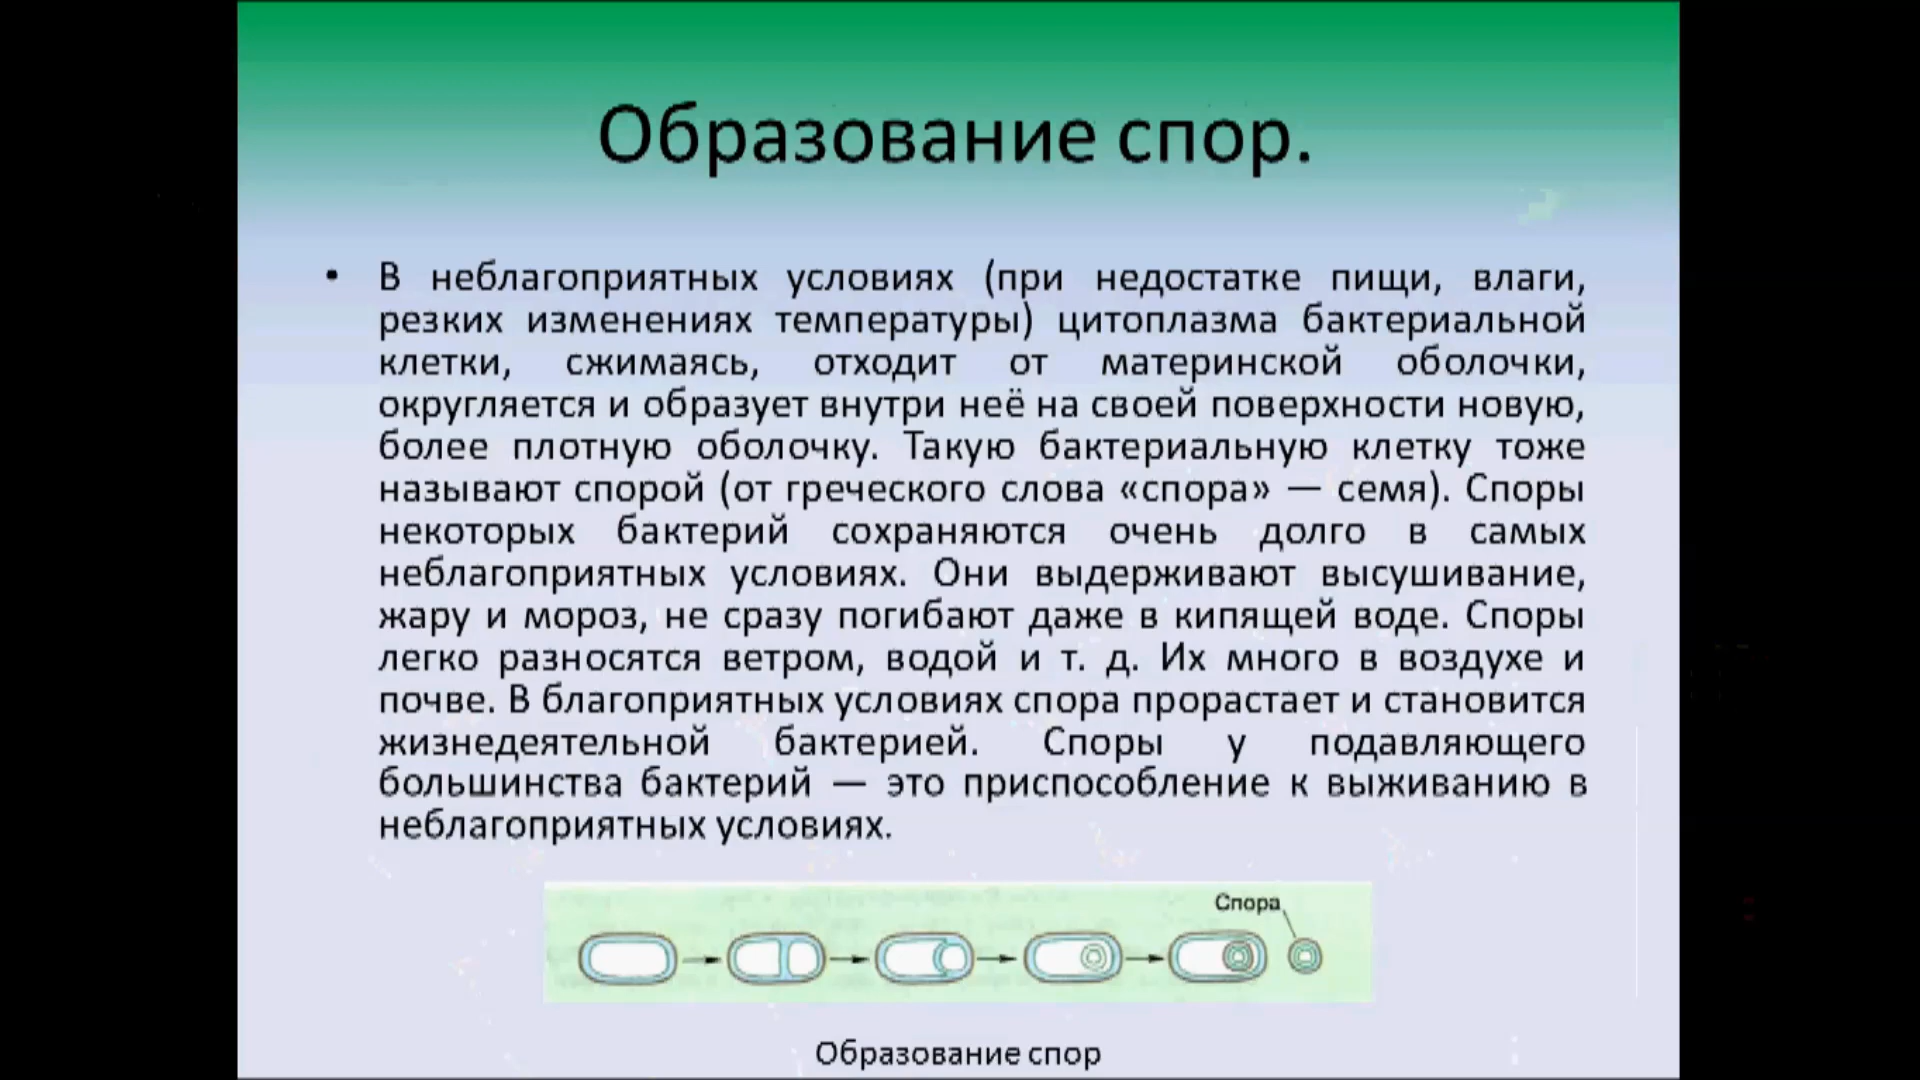 Образование спор.
• В неблагоприятных условиях (при недостатке пищи, влаги,
резких изменениях температуры) цитоплазма бактериальной
клетки, сжимаясь, отходит от материнской оболочки,
округляется и образует внутри неё на своей поверхности новую,
более плотную оболочку. Такую бактериальную клетку тоже
называют спорой (от греческого слова «спора» — семя). Споры
некоторых бактерий сохраняются очень долго в самых
неблагоприятных условиях. Они выдерживают высушивание,
жару и мороз, не сразу погибают даже в кипящей воде. Споры
легко разносятся ветром, водой и т. д. Их много в воздухе и
почве. В благоприятных условиях спора прорастает и становится
жизнедеятельной бактерией. Споры у подавляющего
большинства бактерий — это приспособление к выживанию в
неблагоприятных условиях.
Спора
Образование спор